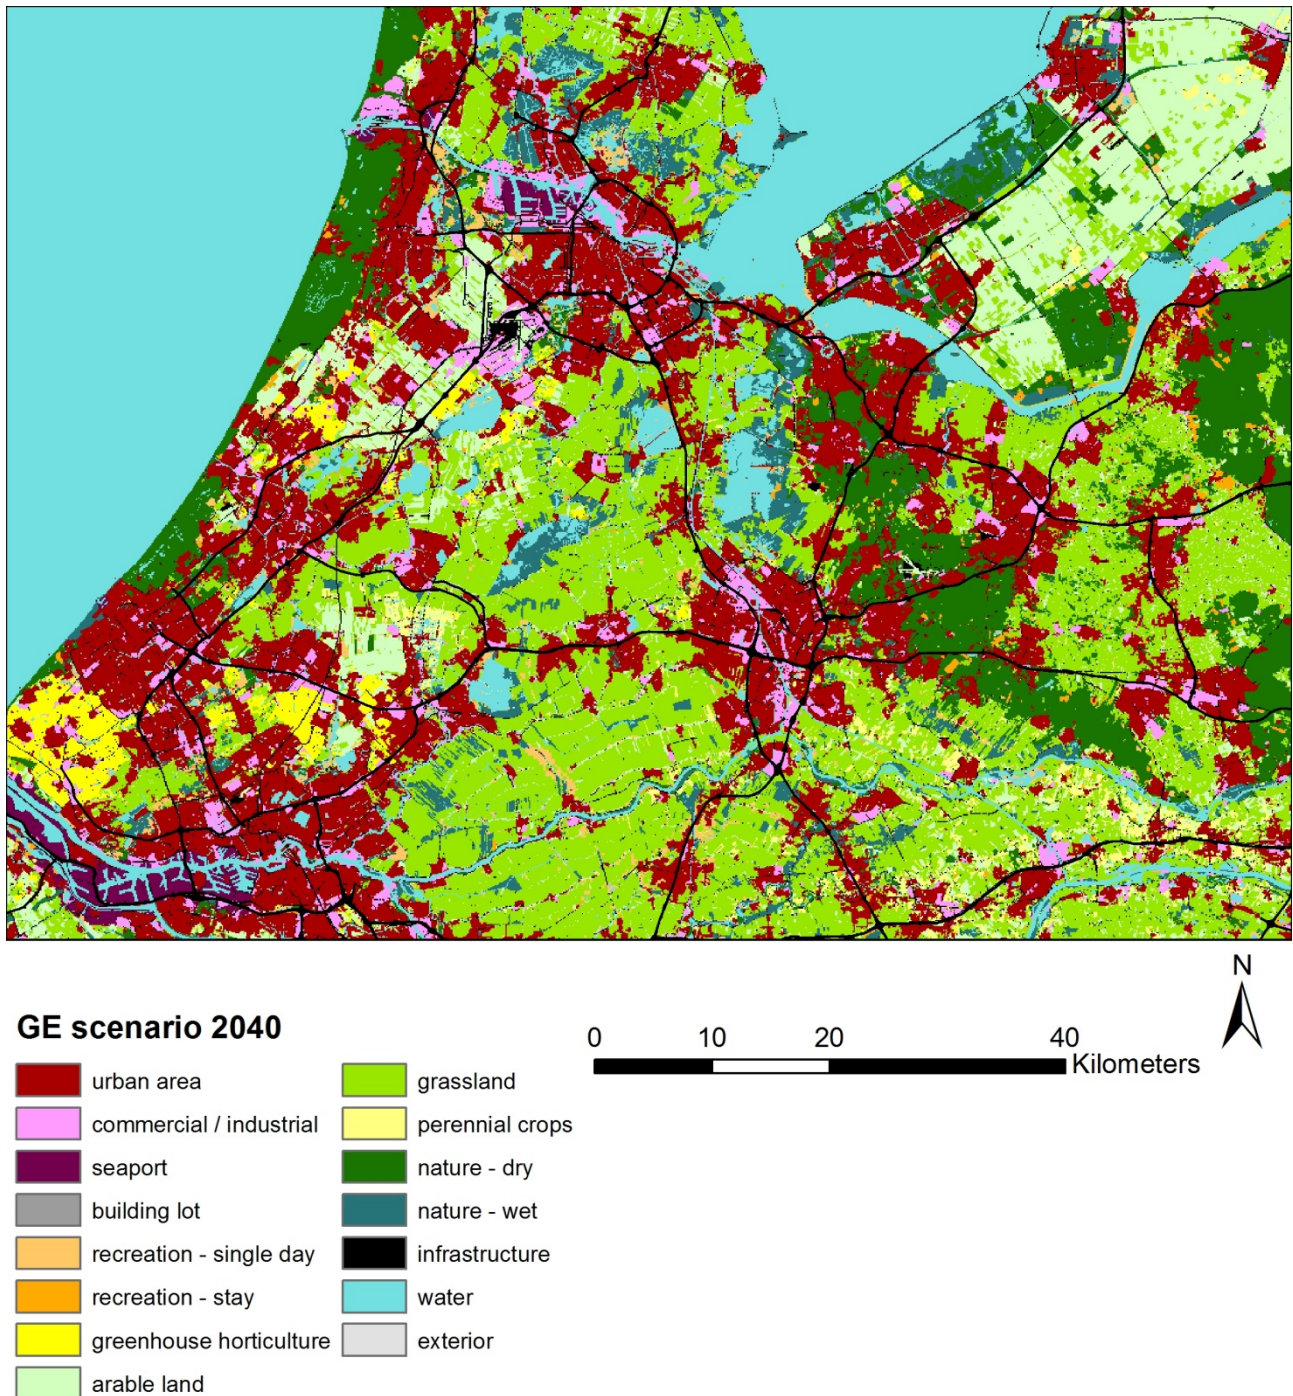 N
GE scenario 2040
0 10 20 40
Kilometers
urban area
commercial / industrial
seaport
building lot
recreation - single day
recreation - stay
greenhouse horticulture
arable land
grassland
perennial crops
nature - dry
nature - wet
infrastructure
water
exterior